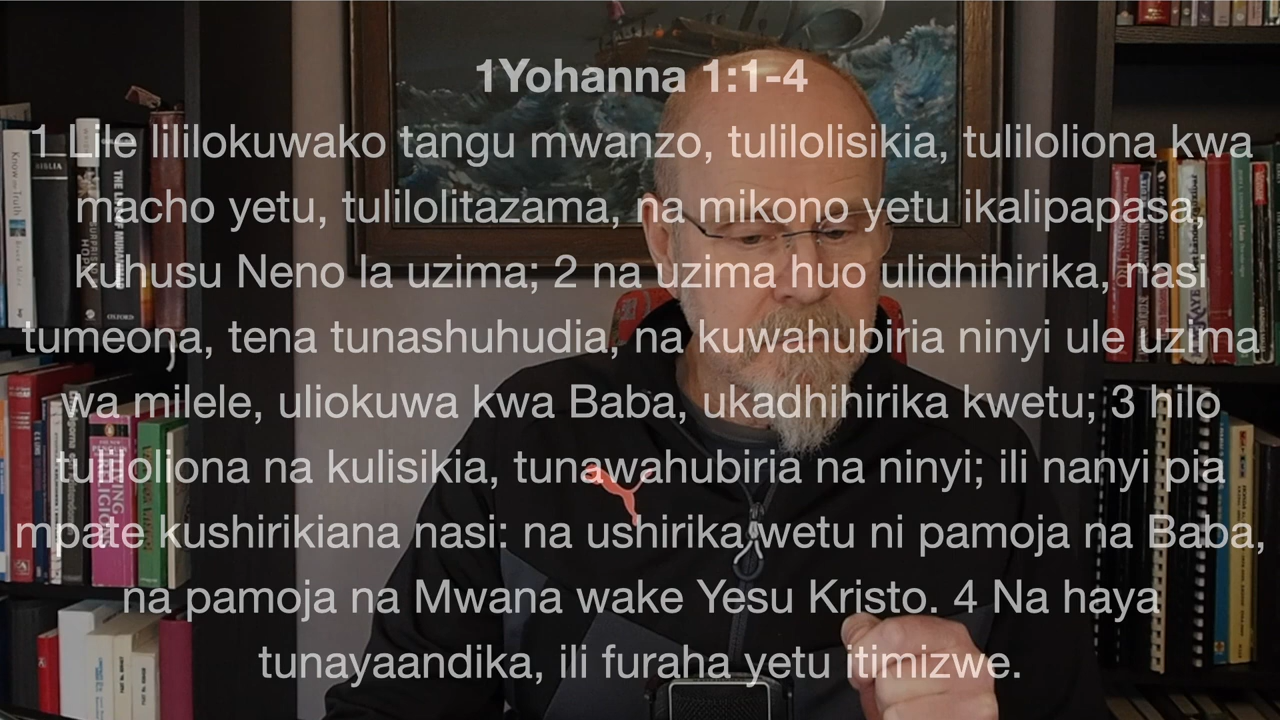 1Yohanna 1:1-4
1 Lile lililokuwako tangu mwanzo, tulilolisikia, tuliloliona kwa
macho yetu, tulilolitazama, na mikono yetu ikalipapasa,
kuhusu Neno la uzima; 2 na uzima huo ulidhihirika, nasi
tumeona, tena tunashuhudia, na kuwahubiria ninyi ule uzima
wa milele, uliokuwa kwa Baba, ukadhihirika kwetu; 3 hilo
tuliloliona na kulisikia, tunawahubiria na ninyi; ili nanyi pia
mpate kushirikiana nasi: na ushirika wetu ni pamoja na Baba,
na pamoja na Mwana wake Yesu Kristo. 4 Na haya
tunayaandika, ili furaha yetu itimizwe.
BIBLIA
OXFORD